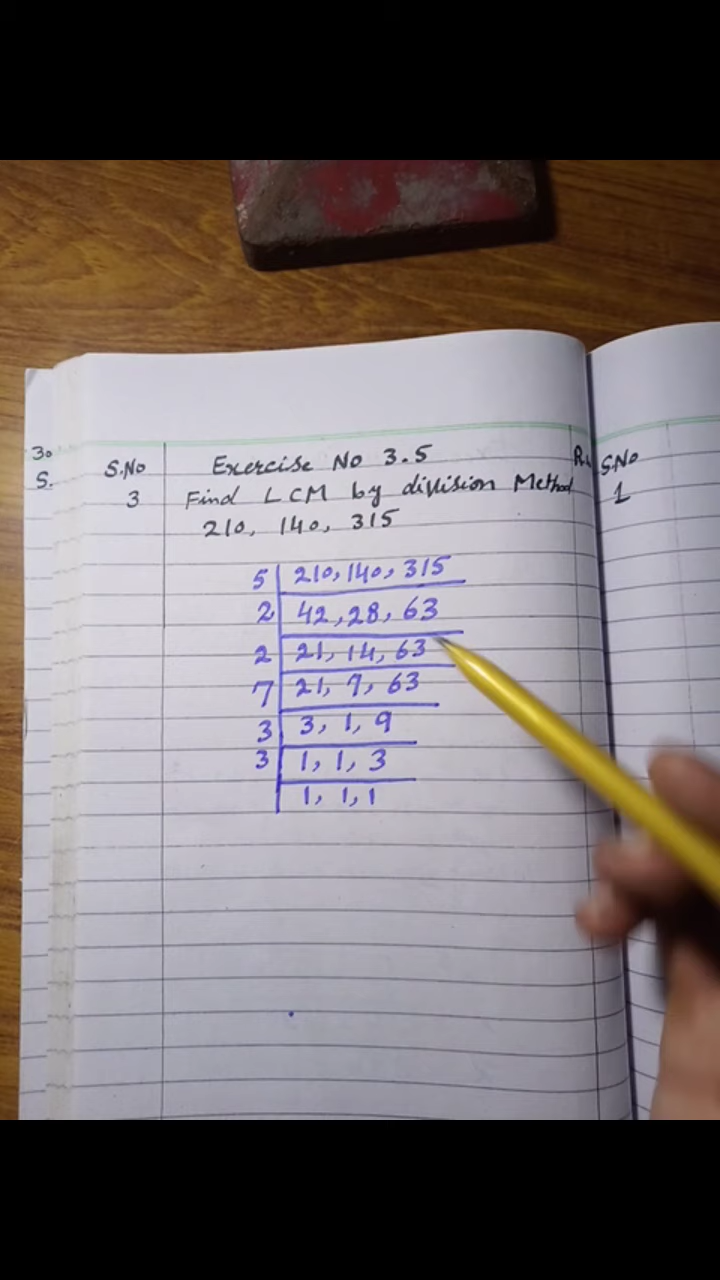 30
S.
S.No
Exercise No 3.5
S.No
3
Find LCM by division Method
1
210, 140, 315
5 | 210, 140, 315
2 | 42, 28, 63
2 | 21, 14, 63
7 | 21, 7, 63
3 | 3, 1, 9
3 | 1, 1, 3
1, 1, 1